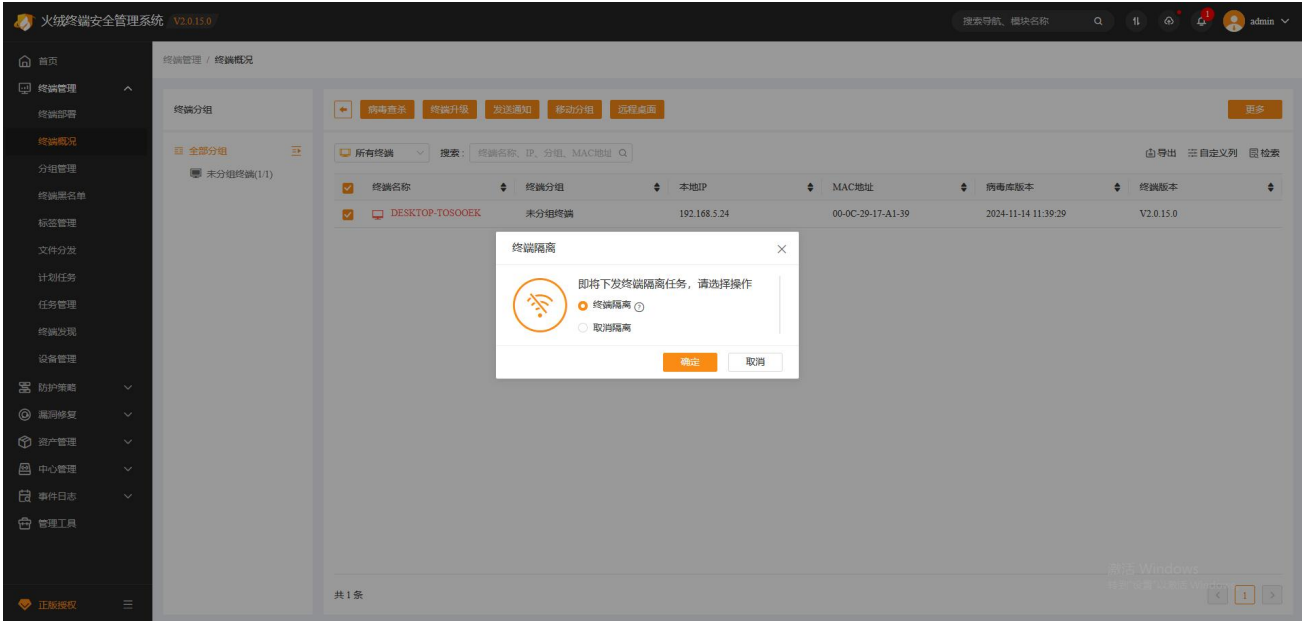 火绒终端安全管理系统 V2.0.15.0
搜索导航、模块名称
1
admin
首页
终端管理
终端部署
终端概况
分组管理
终端黑名单
标签管理
文件分发
计划任务
任务管理
终端发现
设备管理
防护策略
漏洞修复
资产管理
中心管理
事件日志
管理工具
正版授权
终端管理 / 终端概况
终端分组
全部分组
未分组终端(1/1)
病毒查杀 终端升级 发送通知 移动分组 远程桌面 更多
所有终端 搜索: 终端名称、IP、分组、MAC地址 导出 自定义列 检索
终端名称 终端分组 本地IP MAC地址 病毒库版本 终端版本
DESKTOP-TOSOOEK 未分组终端 192.168.5.24 00-0C-29-17-A1-39 2024-11-14 11:39:29 V2.0.15.0
终端隔离
即将下发终端隔离任务，请选择操作
终端隔离
取消隔离
确定 取消
激活 Windows
共 1 条
1